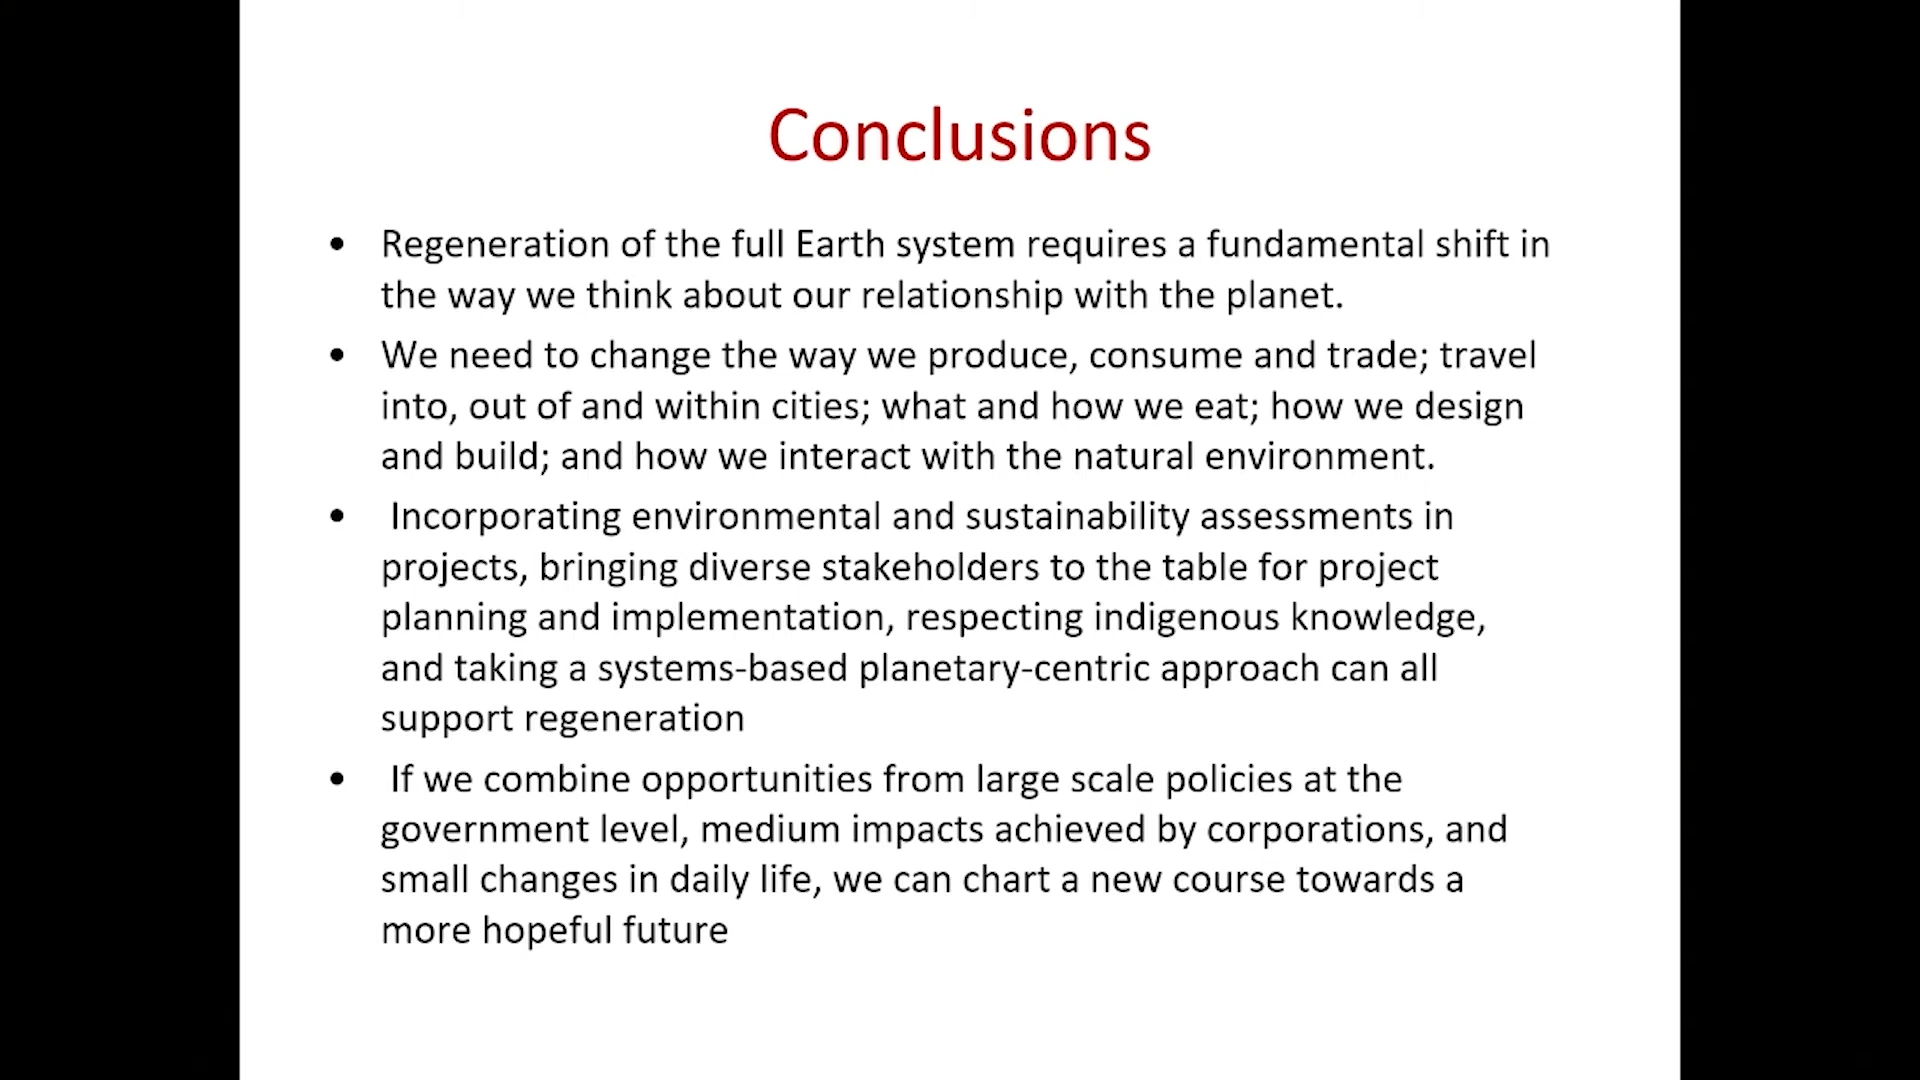 Conclusions
• Regeneration of the full Earth system requires a fundamental shift in
the way we think about our relationship with the planet.
• We need to change the way we produce, consume and trade; travel
into, out of and within cities; what and how we eat; how we design
and build; and how we interact with the natural environment.
• Incorporating environmental and sustainability assessments in
projects, bringing diverse stakeholders to the table for project
planning and implementation, respecting indigenous knowledge,
and taking a systems-based planetary-centric approach can all
support regeneration
• If we combine opportunities from large scale policies at the
government level, medium impacts achieved by corporations, and
small changes in daily life, we can chart a new course towards a
more hopeful future